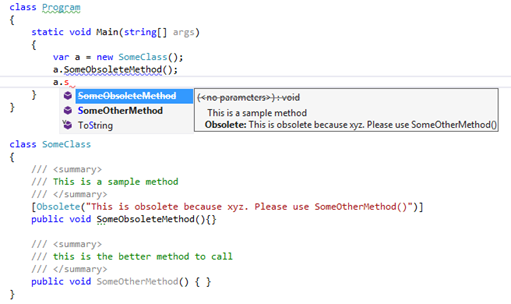 class Program
{
static void Main(string[] args)
{
var a = new SomeClass();
a.SomeObsoleteMethod();
a.s
SomeObsoleteMethod (<no parameters>) : void
SomeOtherMethod This is a sample method
ToString Obsolete: This is obsolete because xyz. Please use SomeOtherMethod()
}
}
class SomeClass
{
/// <summary>
/// This is a sample method
/// </summary>
[Obsolete("This is obsolete because xyz. Please use SomeOtherMethod()")]
public void SomeObsoleteMethod(){}
/// <summary>
/// this is the better method to call
/// </summary>
public void SomeOtherMethod() { }
}